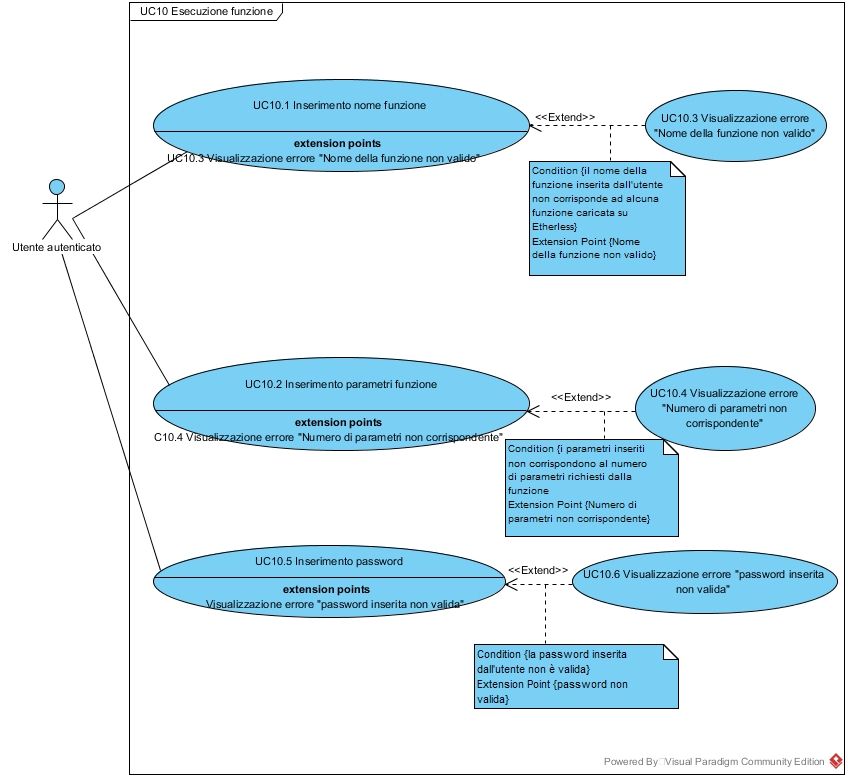 UC10 Esecuzione funzione
UC10.1 Inserimento nome funzione
extension points
UC10.3 Visualizzazione errore "Nome della funzione non valido"
<<Extend>>
UC10.3 Visualizzazione errore
"Nome della funzione non valido"
Condition {il nome della
funzione inserita dall'utente
non corrisponde ad alcuna
funzione caricata su
Etherless}
Extension Point {Nome
della funzione non valido}
Utente autenticato
UC10.2 Inserimento parametri funzione
extension points
C10.4 Visualizzazione errore "Numero di parametri non corrispondente"
<<Extend>>
UC10.4 Visualizzazione errore
"Numero di parametri non
corrispondente"
Condition {i parametri inseriti
non corrispondono al numero
di parametri richiesti dalla
funzione
Extension Point {Numero di
parametri non corrispondente}
UC10.5 Inserimento password
extension points
Visualizzazione errore "password inserita non valida"
<<Extend>>
UC10.6 Visualizzazione errore "password inserita
non valida"
Condition {la password inserita
dall'utente non è valida}
Extension Point {password non
valida}
Powered By Visual Paradigm Community Edition